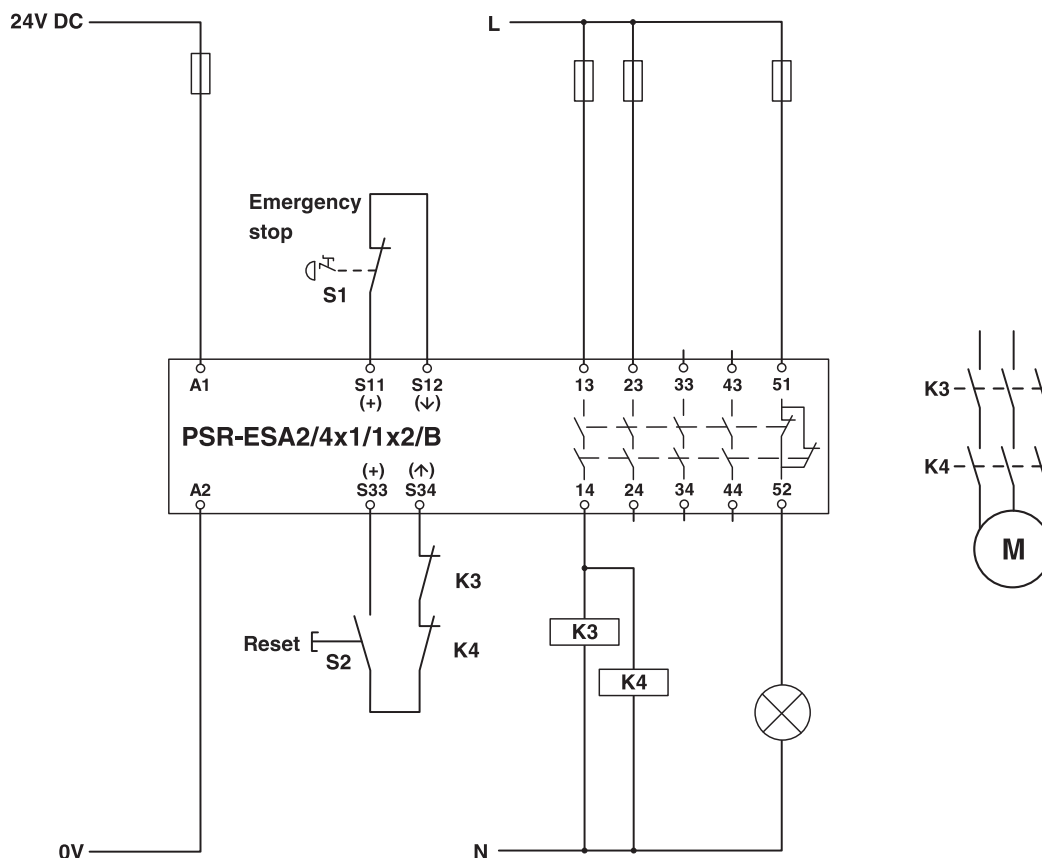 24V DC
L
Emergency
stop
S1
A1 S11 S12 13 23 33 43 51
(+) (↓)
PSR-ESA2/4x1/1x2/B
(+) (↑)
A2 S33 S34 14 24 34 44 52
K3
K4
M
K3
Reset
S2
K4
K3
K4
0V
N